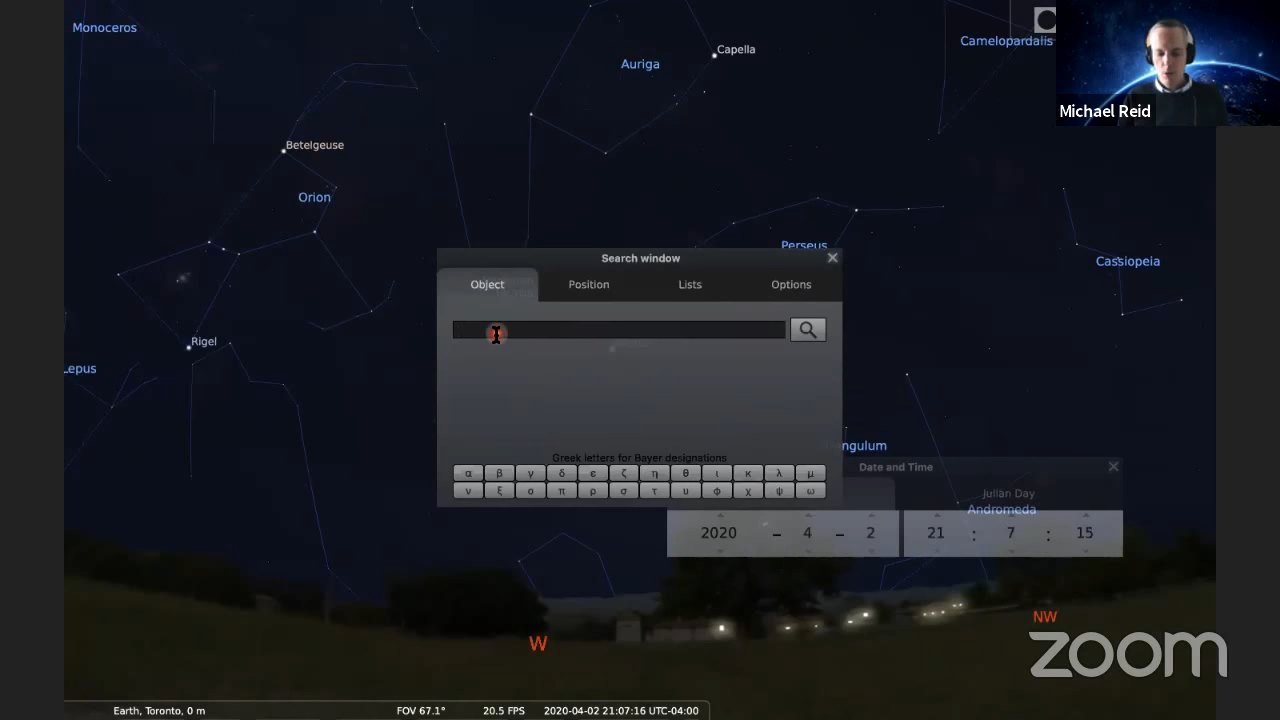 Monoceros
Capella
Camelopardalis
Auriga
Michael Reid
Betelgeuse
Orion
Perseus
Search window
Cassiopeia
Object
Position
Lists
Options
Rigel
Lepus
Greek letters for Bayer designations
α β γ δ ε ζ η θ ι κ λ μ
ν ξ ο π ρ σ τ υ φ χ ψ ω
ngulum
Date and Time
Julian Day
Andromeda
2020 - 4 - 2 21 : 7 : 15
NW
W
zoom
Earth, Toronto, 0 m FOV 67.1° 20.5 FPS 2020-04-02 21:07:16 UTC-04:00